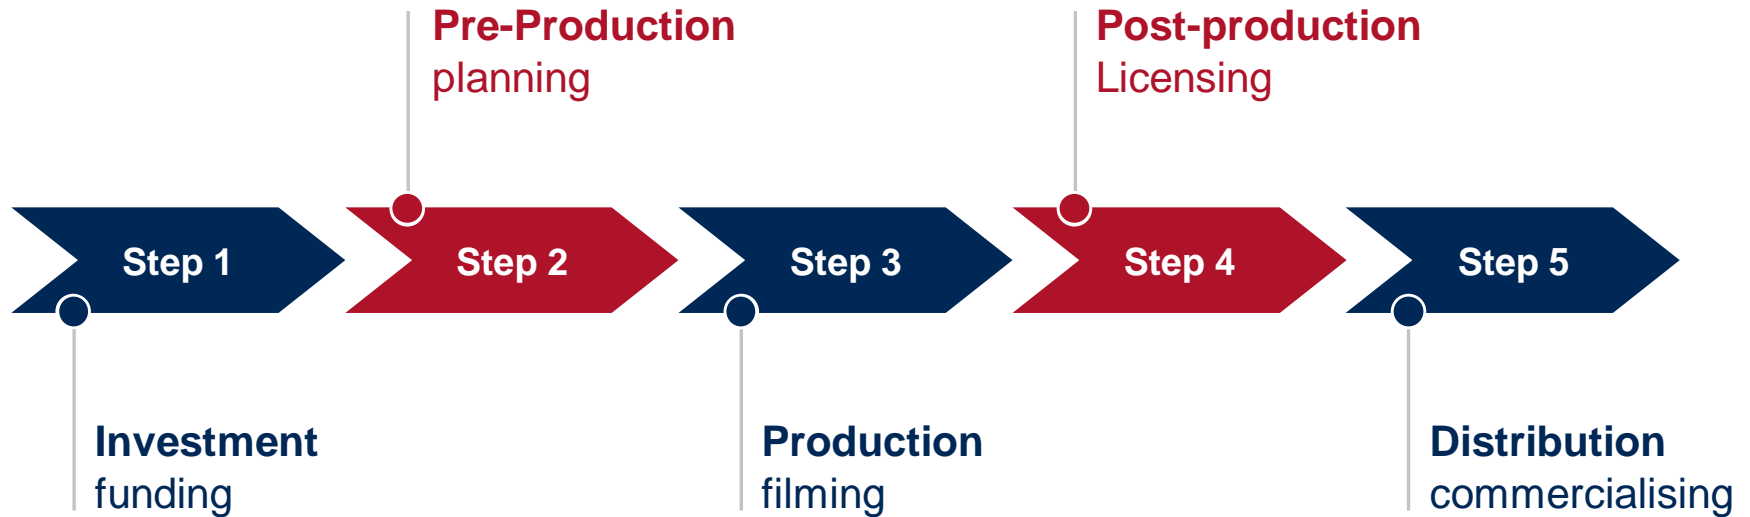 Pre-Production
planning
Post-production
Licensing
Step 1
Step 2
Step 3
Step 4
Step 5
Investment
funding
Production
filming
Distribution
commercialising